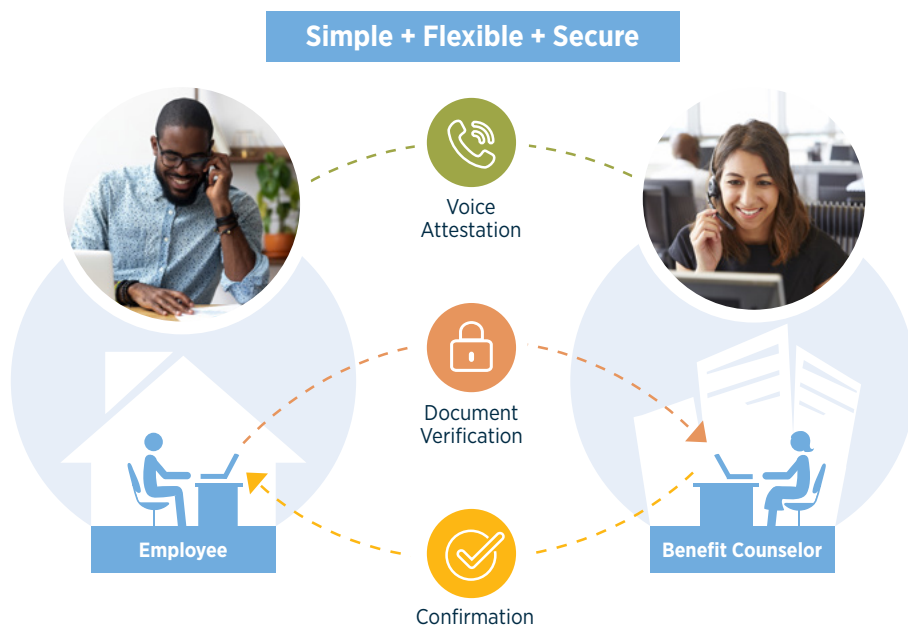 Simple + Flexible + Secure
Voice
Attestation
Document
Verification
Employee
Benefit Counselor
Confirmation